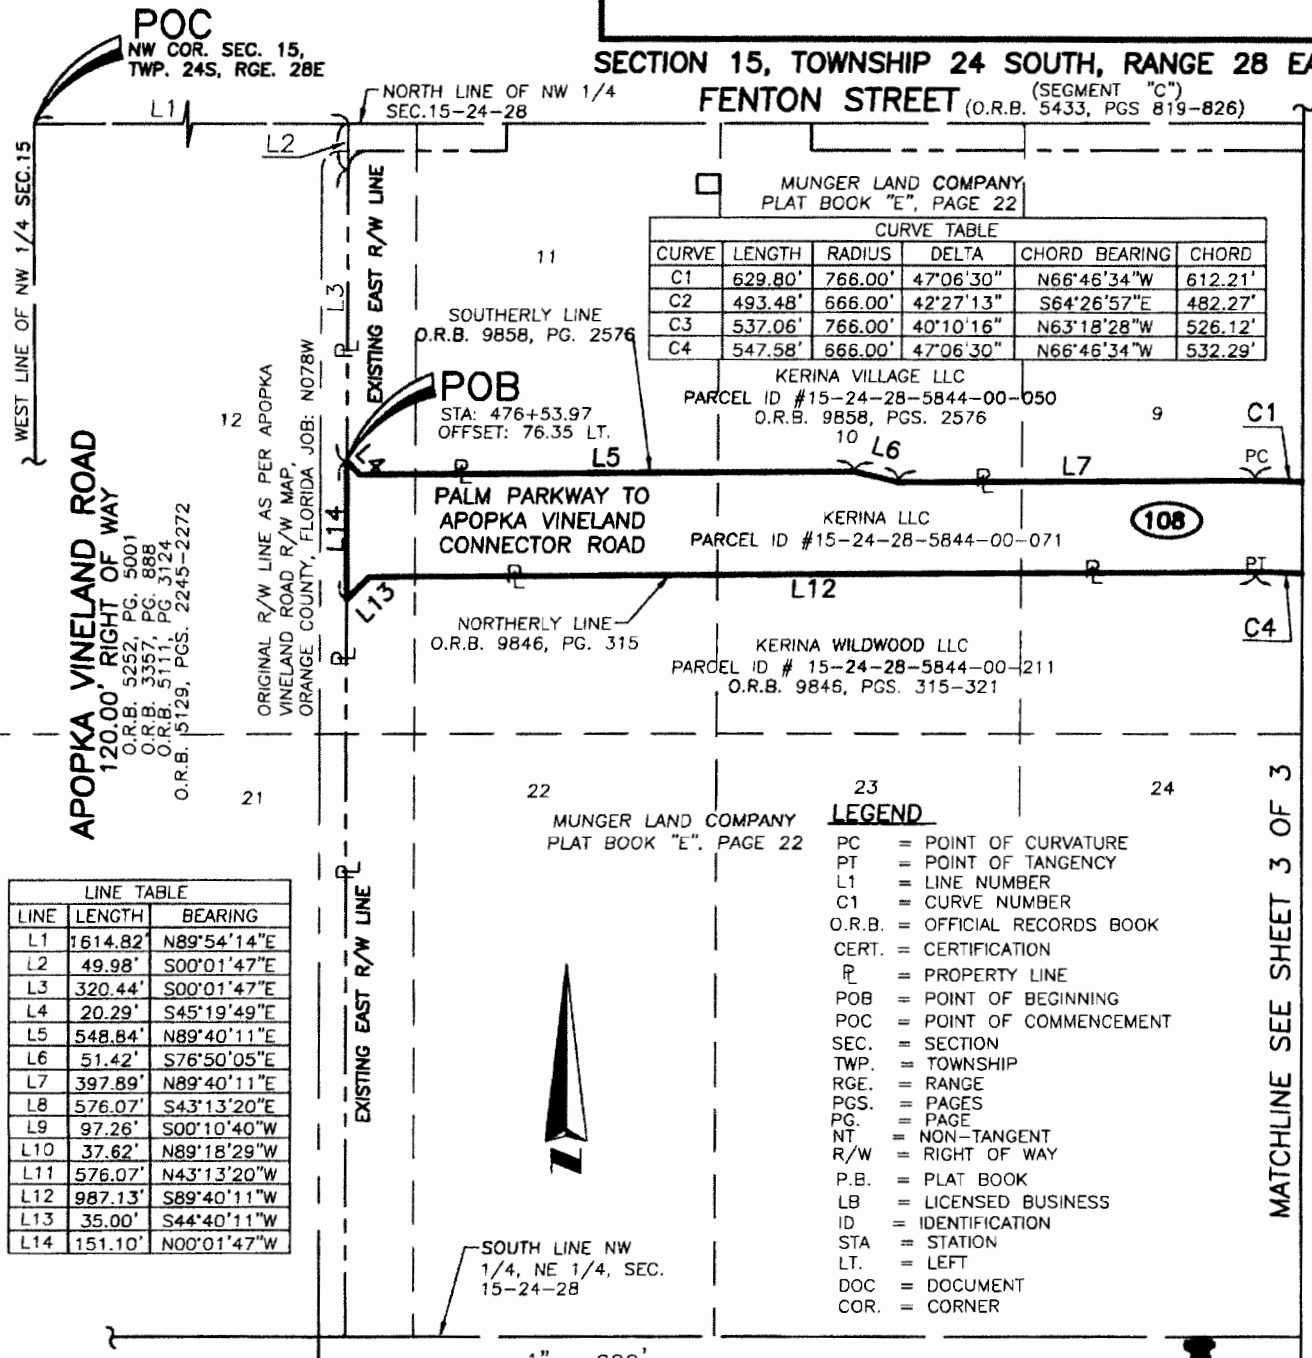 POC
NW COR. SEC. 15,
TWP. 24S, RGE. 28E
SECTION 15, TOWNSHIP 24 SOUTH, RANGE 28
L1
NORTH LINE OF NW 1/4
SEC.15-24-28
FENTON STREET
(SEGMENT "C")
(O.R.B. 5433, PGS 819-826)
L2
WEST LINE OF NW 1/4 SEC.15
MUNGER LAND COMPANY
PLAT BOOK "E", PAGE 22
CURVE TABLE
CURVE LENGTH RADIUS DELTA CHORD BEARING CHORD
C1 629.80' 766.00' 47°06'30" N66°46'34"W 612.21'
C2 493.48' 666.00' 42°27'13" S64°26'57"E 482.27'
C3 537.06' 766.00' 40°10'16" N63°18'28"W 526.12'
C4 547.58' 666.00' 47°06'30" N66°46'34"W 532.29'
11
L3
EXISTING EAST R/W LINE
SOUTHERLY LINE
O.R.B. 9858, PG. 2576
KERINA VILLAGE LLC
PARCEL ID #15-24-28-5844-00-050
O.R.B. 9858, PGS. 2576
POB
STA: 476+53.97
OFFSET: 76.35 LT.
12
10
9
C1
L4
L5
L6
L7
PC
PALM PARKWAY TO
APOPKA VINELAND
CONNECTOR ROAD
KERINA LLC
PARCEL ID #15-24-28-5844-00-071
108
L14
L13
L12
PT
C4
NORTHERLY LINE
O.R.B. 9846, PG. 315
KERINA WILDWOOD LLC
PARCEL ID # 15-24-28-5844-00-211
O.R.B. 9846, PGS. 315-321
APOPKA VINELAND ROAD
120.00' RIGHT OF WAY
O.R.B. 5252, PG. 5001
O.R.B. 3357, PG. 888
O.R.B. 5111, PG 3124
O.R.B. 5129, PGS. 2245-2272
ORIGINAL R/W LINE AS PER APOPKA
VINELAND ROAD R/W MAP,
ORANGE COUNTY, FLORIDA JOB: N078W
21
22
23
24
MUNGER LAND COMPANY
PLAT BOOK "E", PAGE 22
LINE TABLE
LINE LENGTH BEARING
L1 1614.82' N89°54'14"E
L2 49.98' S00°01'47"E
L3 320.44' S00°01'47"E
L4 20.29' S45°19'49"E
L5 548.84' N89°40'11"E
L6 51.42' S76°50'05"E
L7 397.89' N89°40'11"E
L8 576.07' S43°13'20"E
L9 97.26' S00°10'40"W
L10 37.62' N89°18'29"W
L11 576.07' N43°13'20"W
L12 987.13' S89°40'11"W
L13 35.00' S44°40'11"W
L14 151.10' N00°01'47"W
EXISTING EAST R/W LINE
LEGEND
PC = POINT OF CURVATURE
PT = POINT OF TANGENCY
L1 = LINE NUMBER
C1 = CURVE NUMBER
O.R.B. = OFFICIAL RECORDS BOOK
CERT. = CERTIFICATION
PL = PROPERTY LINE
POB = POINT OF BEGINNING
POC = POINT OF COMMENCEMENT
SEC. = SECTION
TWP. = TOWNSHIP
RGE. = RANGE
PGS. = PAGES
PG. = PAGE
NT = NON-TANGENT
R/W = RIGHT OF WAY
P.B. = PLAT BOOK
LB = LICENSED BUSINESS
ID = IDENTIFICATION
STA = STATION
LT. = LEFT
DOC = DOCUMENT
COR. = CORNER
MATCHLINE SEE SHEET 3 OF 3
SOUTH LINE NW
1/4, NE 1/4, SEC.
15-24-28